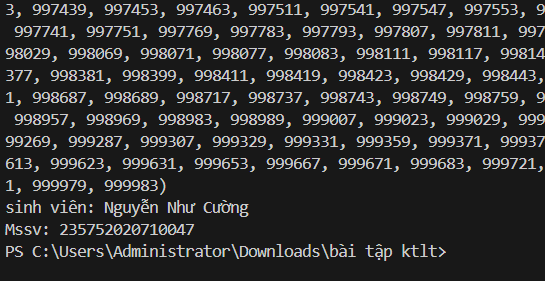 3, 997439, 997453, 997463, 997511, 997541, 997547, 997553, 9
997741, 997751, 997769, 997783, 997793, 997807, 997811, 997
98029, 998069, 998071, 998077, 998083, 998111, 998117, 99814
377, 998381, 998399, 998411, 998419, 998423, 998429, 998443,
1, 998687, 998689, 998717, 998737, 998743, 998749, 998759, 9
998957, 998969, 998983, 998989, 999007, 999023, 999029, 999
99269, 999287, 999307, 999329, 999331, 999359, 999371, 99937
613, 999623, 999631, 999653, 999667, 999671, 999683, 999721,
1, 999979, 999983)
sinh viên: Nguyễn Như Cường
Mssv: 235752020710047
PS C:\Users\Administrator\Downloads\bài tập ktlt>